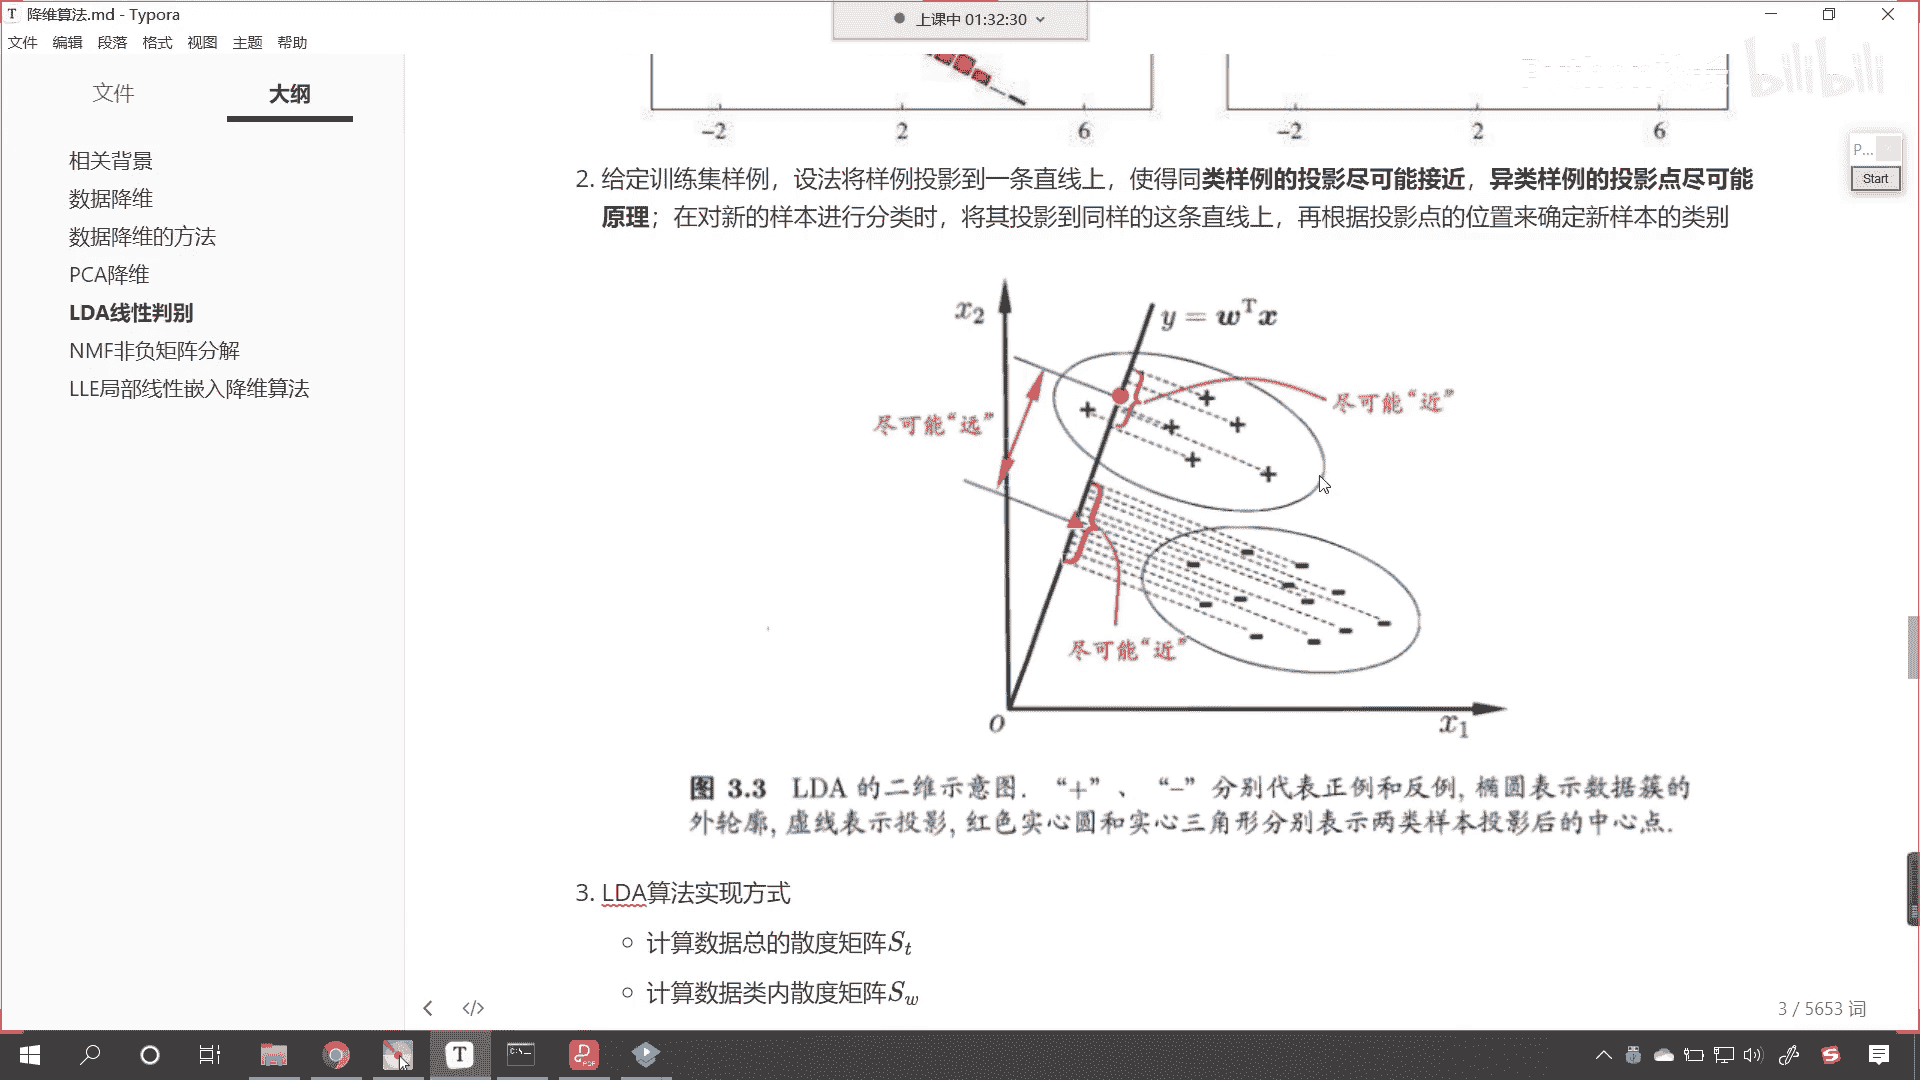 降维算法.md - Typora
上课中 01:32:30
文件 编辑 段落 格式 视图 主题 帮助
文件 大纲
相关背景
数据降维
数据降维的方法
PCA降维
LDA线性判别
NMF非负矩阵分解
LLE局部线性嵌入降维算法
bilibili
P...
Start
-2 2 6 -2 2 6
2. 给定训练集样例，设法将样例投影到一条直线上，使得同类样例的投影尽可能接近，异类样例的投影点尽可能
原理；在对新的样本进行分类时，将其投影到同样的这条直线上，再根据投影点的位置来确定新样本的类别
x₂
y = wᵀx
尽可能“远”
尽可能“近”
尽可能“近”
O
x₁
图 3.3 LDA 的二维示意图. “+”、“–”分别代表正例和反例, 椭圆表示数据簇的
外轮廓, 虚线表示投影, 红色实心圆和实心三角形分别表示两类样本投影后的中心点.
3. LDA算法实现方式
计算数据总的散度矩阵Sₜ
计算数据类内散度矩阵S_w
3 / 5653 词